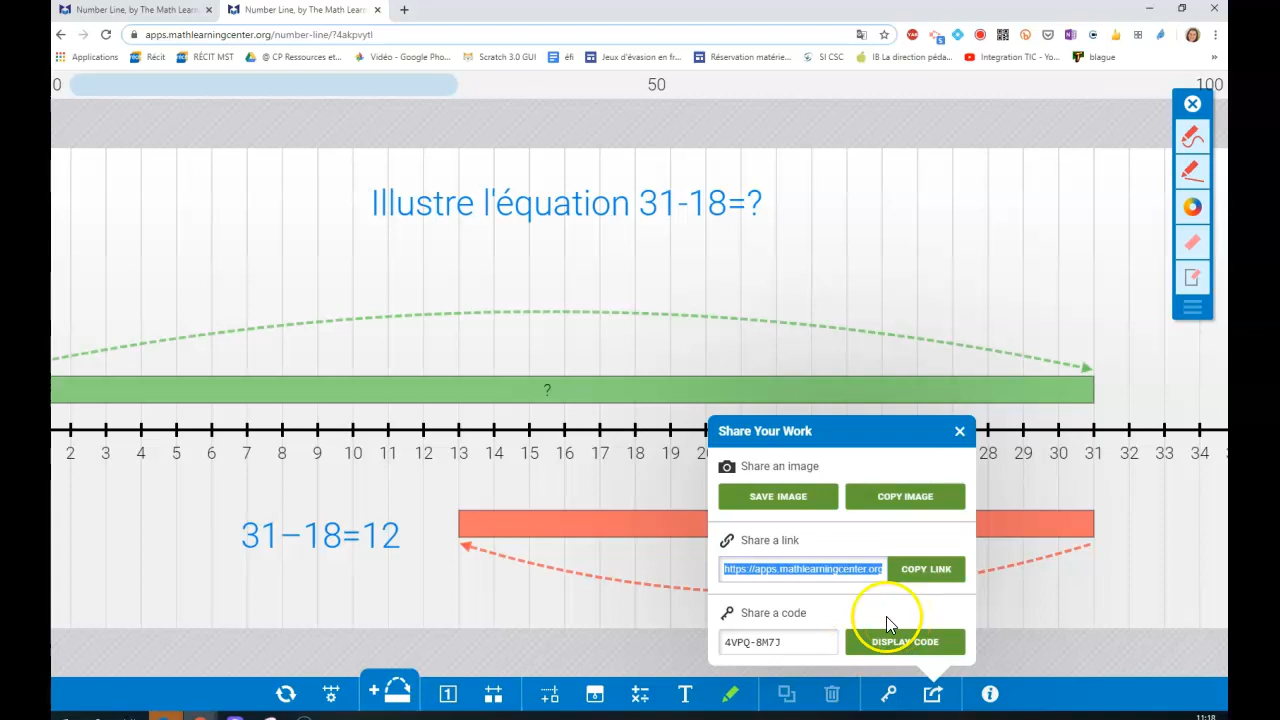 Number Line, by The Math Learn
Number Line, by The Math Learn
apps.mathlearningcenter.org/number-line/?4akpvytl
Applications
Récit
RÉCIT MST
@ CP Ressources et...
Vidéo - Google Pho...
Scratch 3.0 GUI
éfi
Jeux d'évasion en fr...
Réservation matérie...
SI CSC
IB La direction péda...
Integration TIC - Yo...
blague
»
0 50 100
Illustre l'équation 31-18=?
?
2 3 4 5 6 7 8 9 10 11 12 13 14 15 16 17 18 19 28 29 30 31 32 33 34
31–18=12
Share Your Work
Share an image
SAVE IMAGE COPY IMAGE
Share a link
https://apps.mathlearningcenter.org COPY LINK
Share a code
4VPQ-8M7J DISPLAY CODE
1
T
11:18